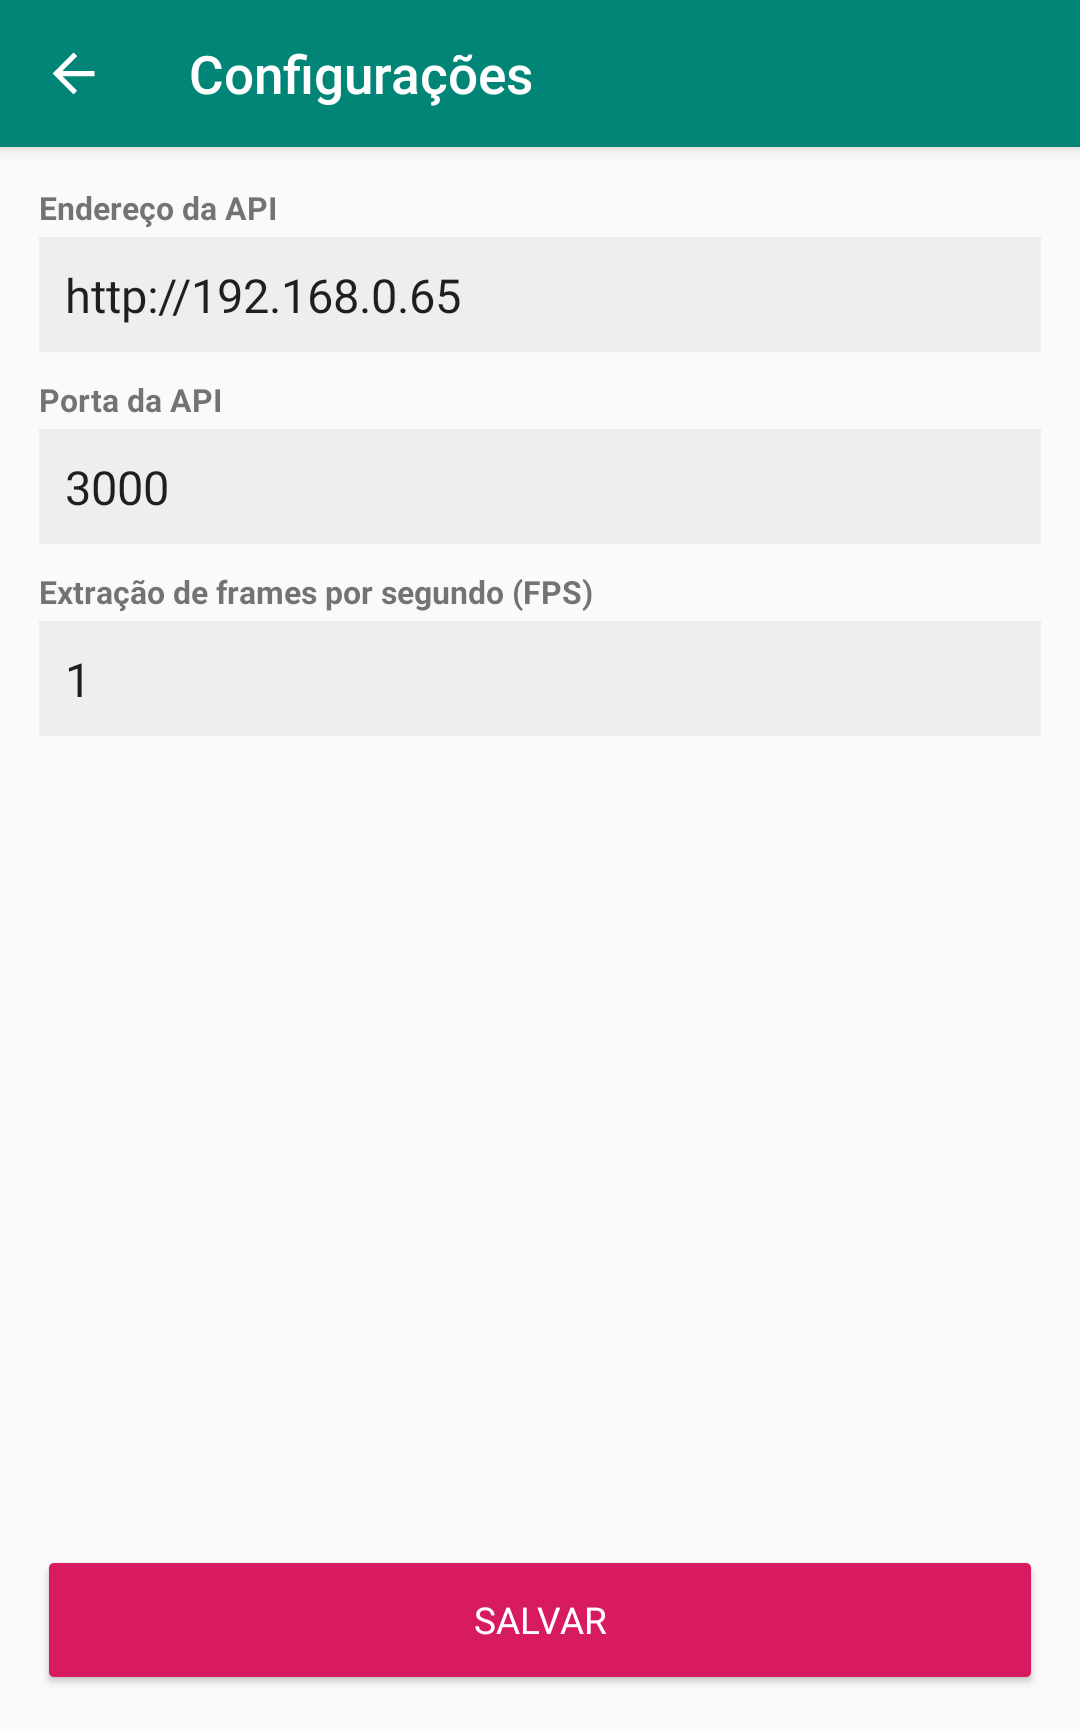 Configurações
Endereço da API
http://192.168.0.65
Porta da API
3000
Extração de frames por segundo (FPS)
1
SALVAR